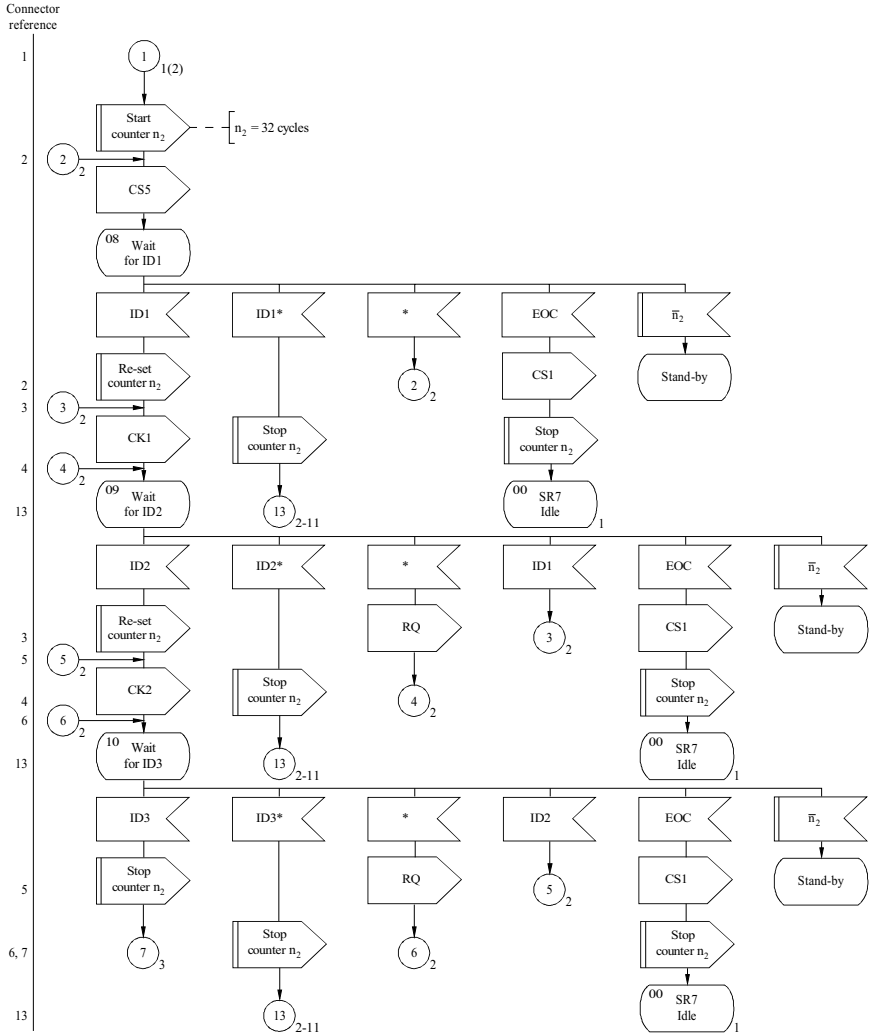 Connector
reference
1
1
1(2)
Start
counter n2
n2 = 32 cycles
2
2
2
CS5
08
Wait
for ID1
ID1
ID1*
*
EOC
n̅2
2
Re-set
counter n2
2
2
CS1
Stand-by
3
3
2
CK1
Stop
counter n2
Stop
counter n2
4
4
2
13
09
Wait
for ID2
13
2-11
00
SR7
Idle
1
ID2
ID2*
*
ID1
EOC
n̅2
3
Re-set
counter n2
RQ
3
2
CS1
Stand-by
5
5
2
4
CK2
Stop
counter n2
4
2
Stop
counter n2
6
6
2
13
10
Wait
for ID3
13
2-11
00
SR7
Idle
1
ID3
ID3*
*
ID2
EOC
n̅2
5
Stop
counter n2
RQ
5
2
CS1
Stand-by
6, 7
7
3
Stop
counter n2
6
2
Stop
counter n2
13
13
2-11
00
SR7
Idle
1